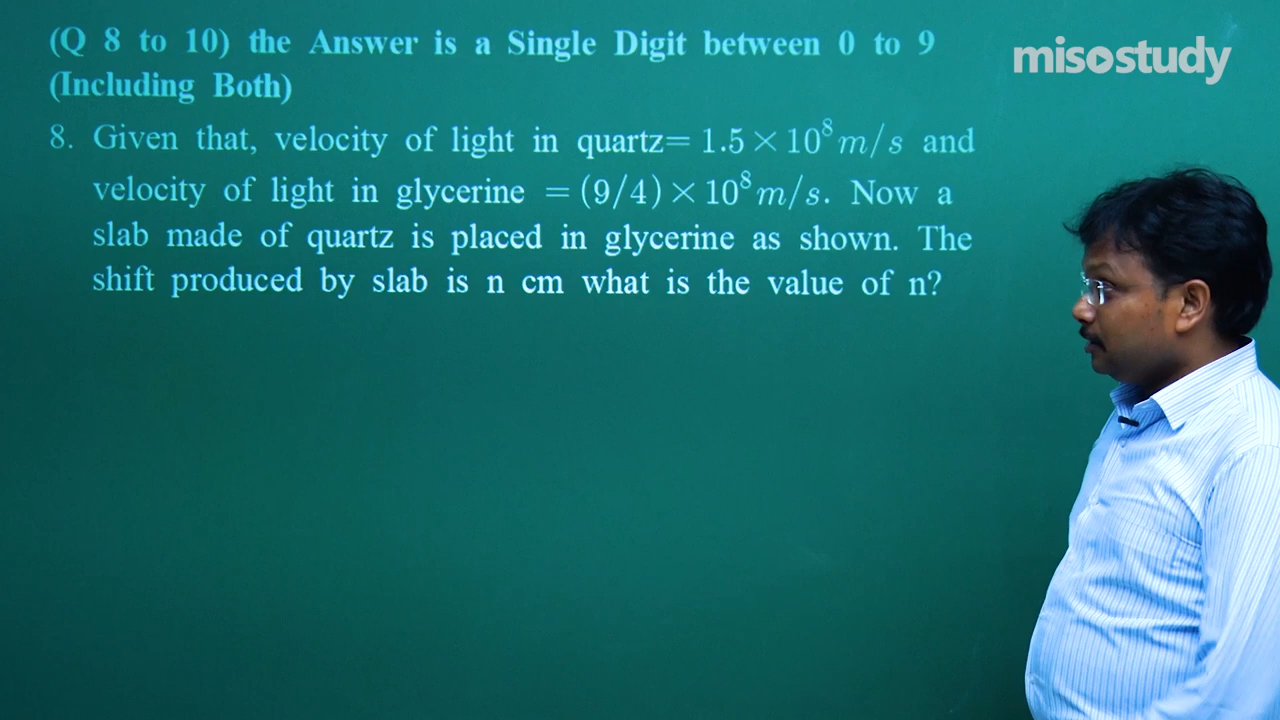 (Q 8 to 10) the Answer is a Single Digit between 0 to 9
misostudy
(Including Both)
8. Given that, velocity of light in quartz= 1.5 × 10⁸ m/s and
velocity of light in glycerine = (9/4) × 10⁸ m/s. Now a
slab made of quartz is placed in glycerine as shown. The
shift produced by slab is n cm what is the value of n?